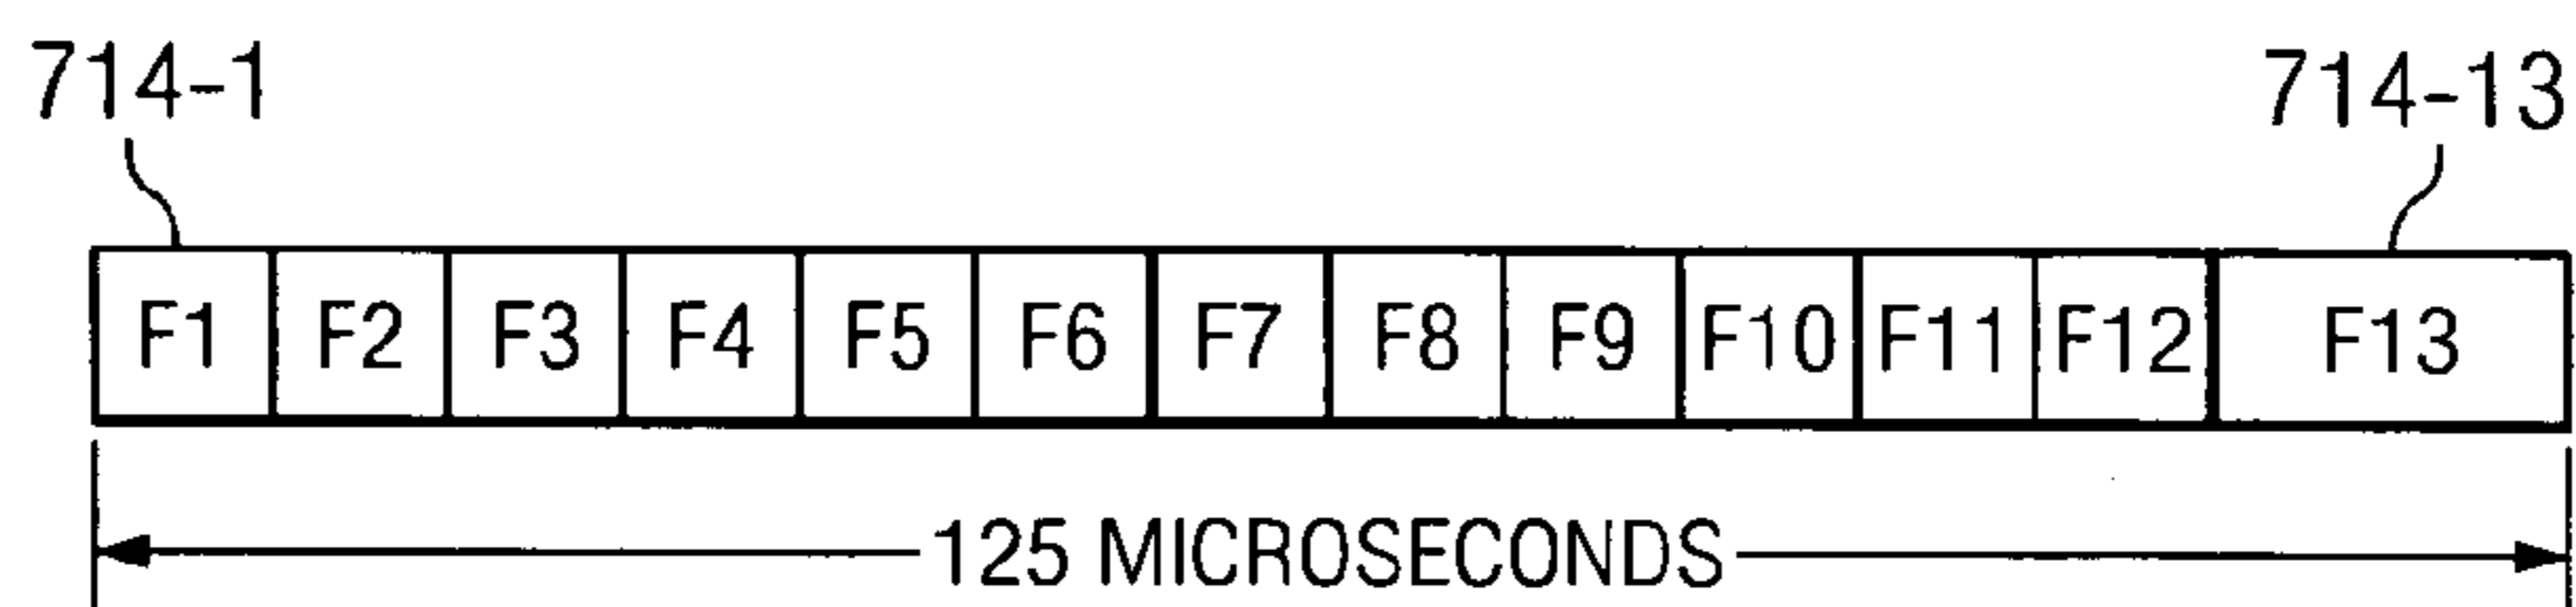 714-1 714-13
F1 F2 F3 F4 F5 F6 F7 F8 F9 F10 F11 F12 F13
125 MICROSECONDS